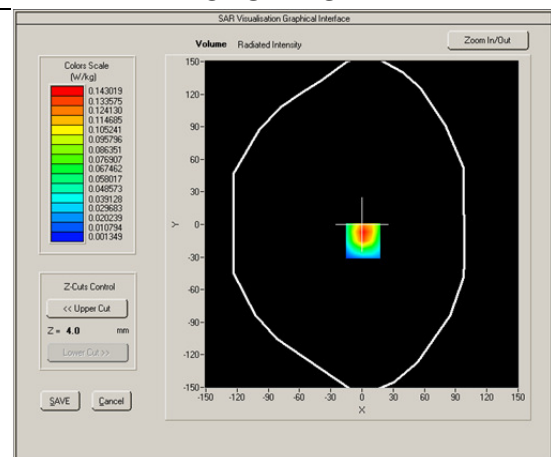 SAR Visualisation Graphical Interface
Volume Radiated Intensity
Zoom In/Out
Colors Scale
(W/kg)
0.143019
0.133575
0.124130
0.114685
0.105241
0.095796
0.086351
0.076907
0.067462
0.058017
0.048573
0.039128
0.029683
0.020239
0.010794
0.001349
Z-Cuts Control
<< Upper Cut
Z = 4.0 mm
Lower Cut >>
SAVE Cancel
150-
120-
90-
60-
30-
Y 0-
-30-
-60-
-90-
-120-
-150-
-150 -120 -90 -60 -30 0 30 60 90 120 150
X